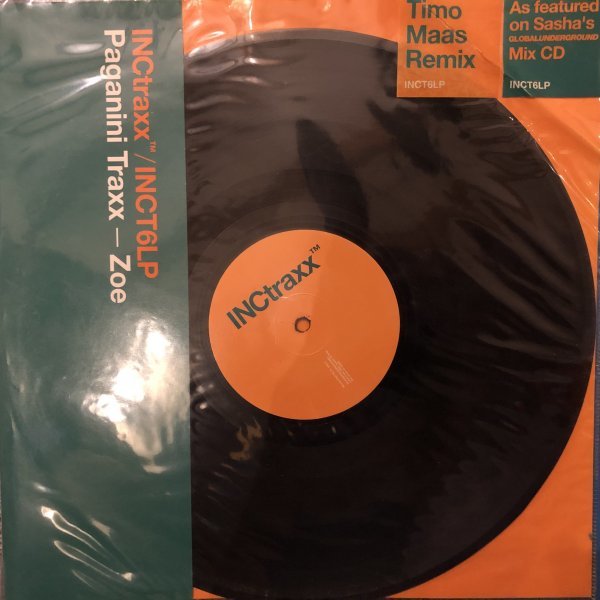 INCtraxx™/INCT6LP
Paganini Traxx – Zoe
Timo
Maas
Remix
INCT6LP
As featured
on Sasha's
GLOBALUNDERGROUND
Mix CD
INCT6LP
INCtraxx™